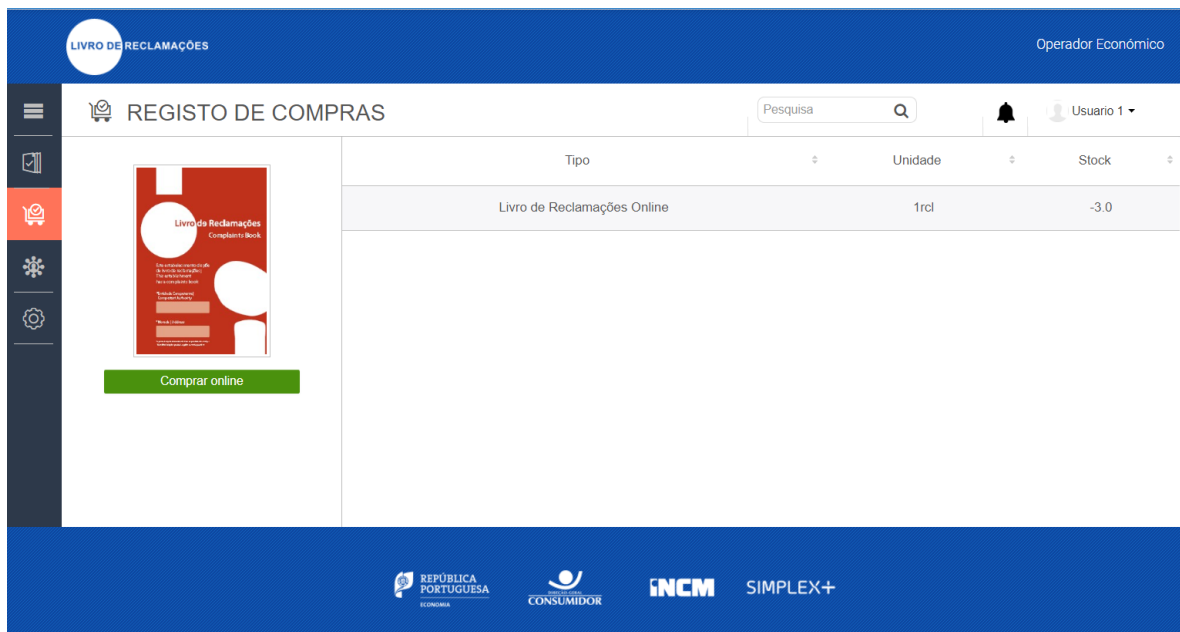 LIVRO DE RECLAMAÇÕES
Operador Económico
REGISTO DE COMPRAS
Pesquisa
Usuario 1
Livro de Reclamações
Complaints Book
Comprar online
Tipo
Unidade
Stock
Livro de Reclamações Online
1rcl
-3.0
REPÚBLICA
PORTUGUESA
ECONOMIA
CONSUMIDOR
INCM
SIMPLEX+